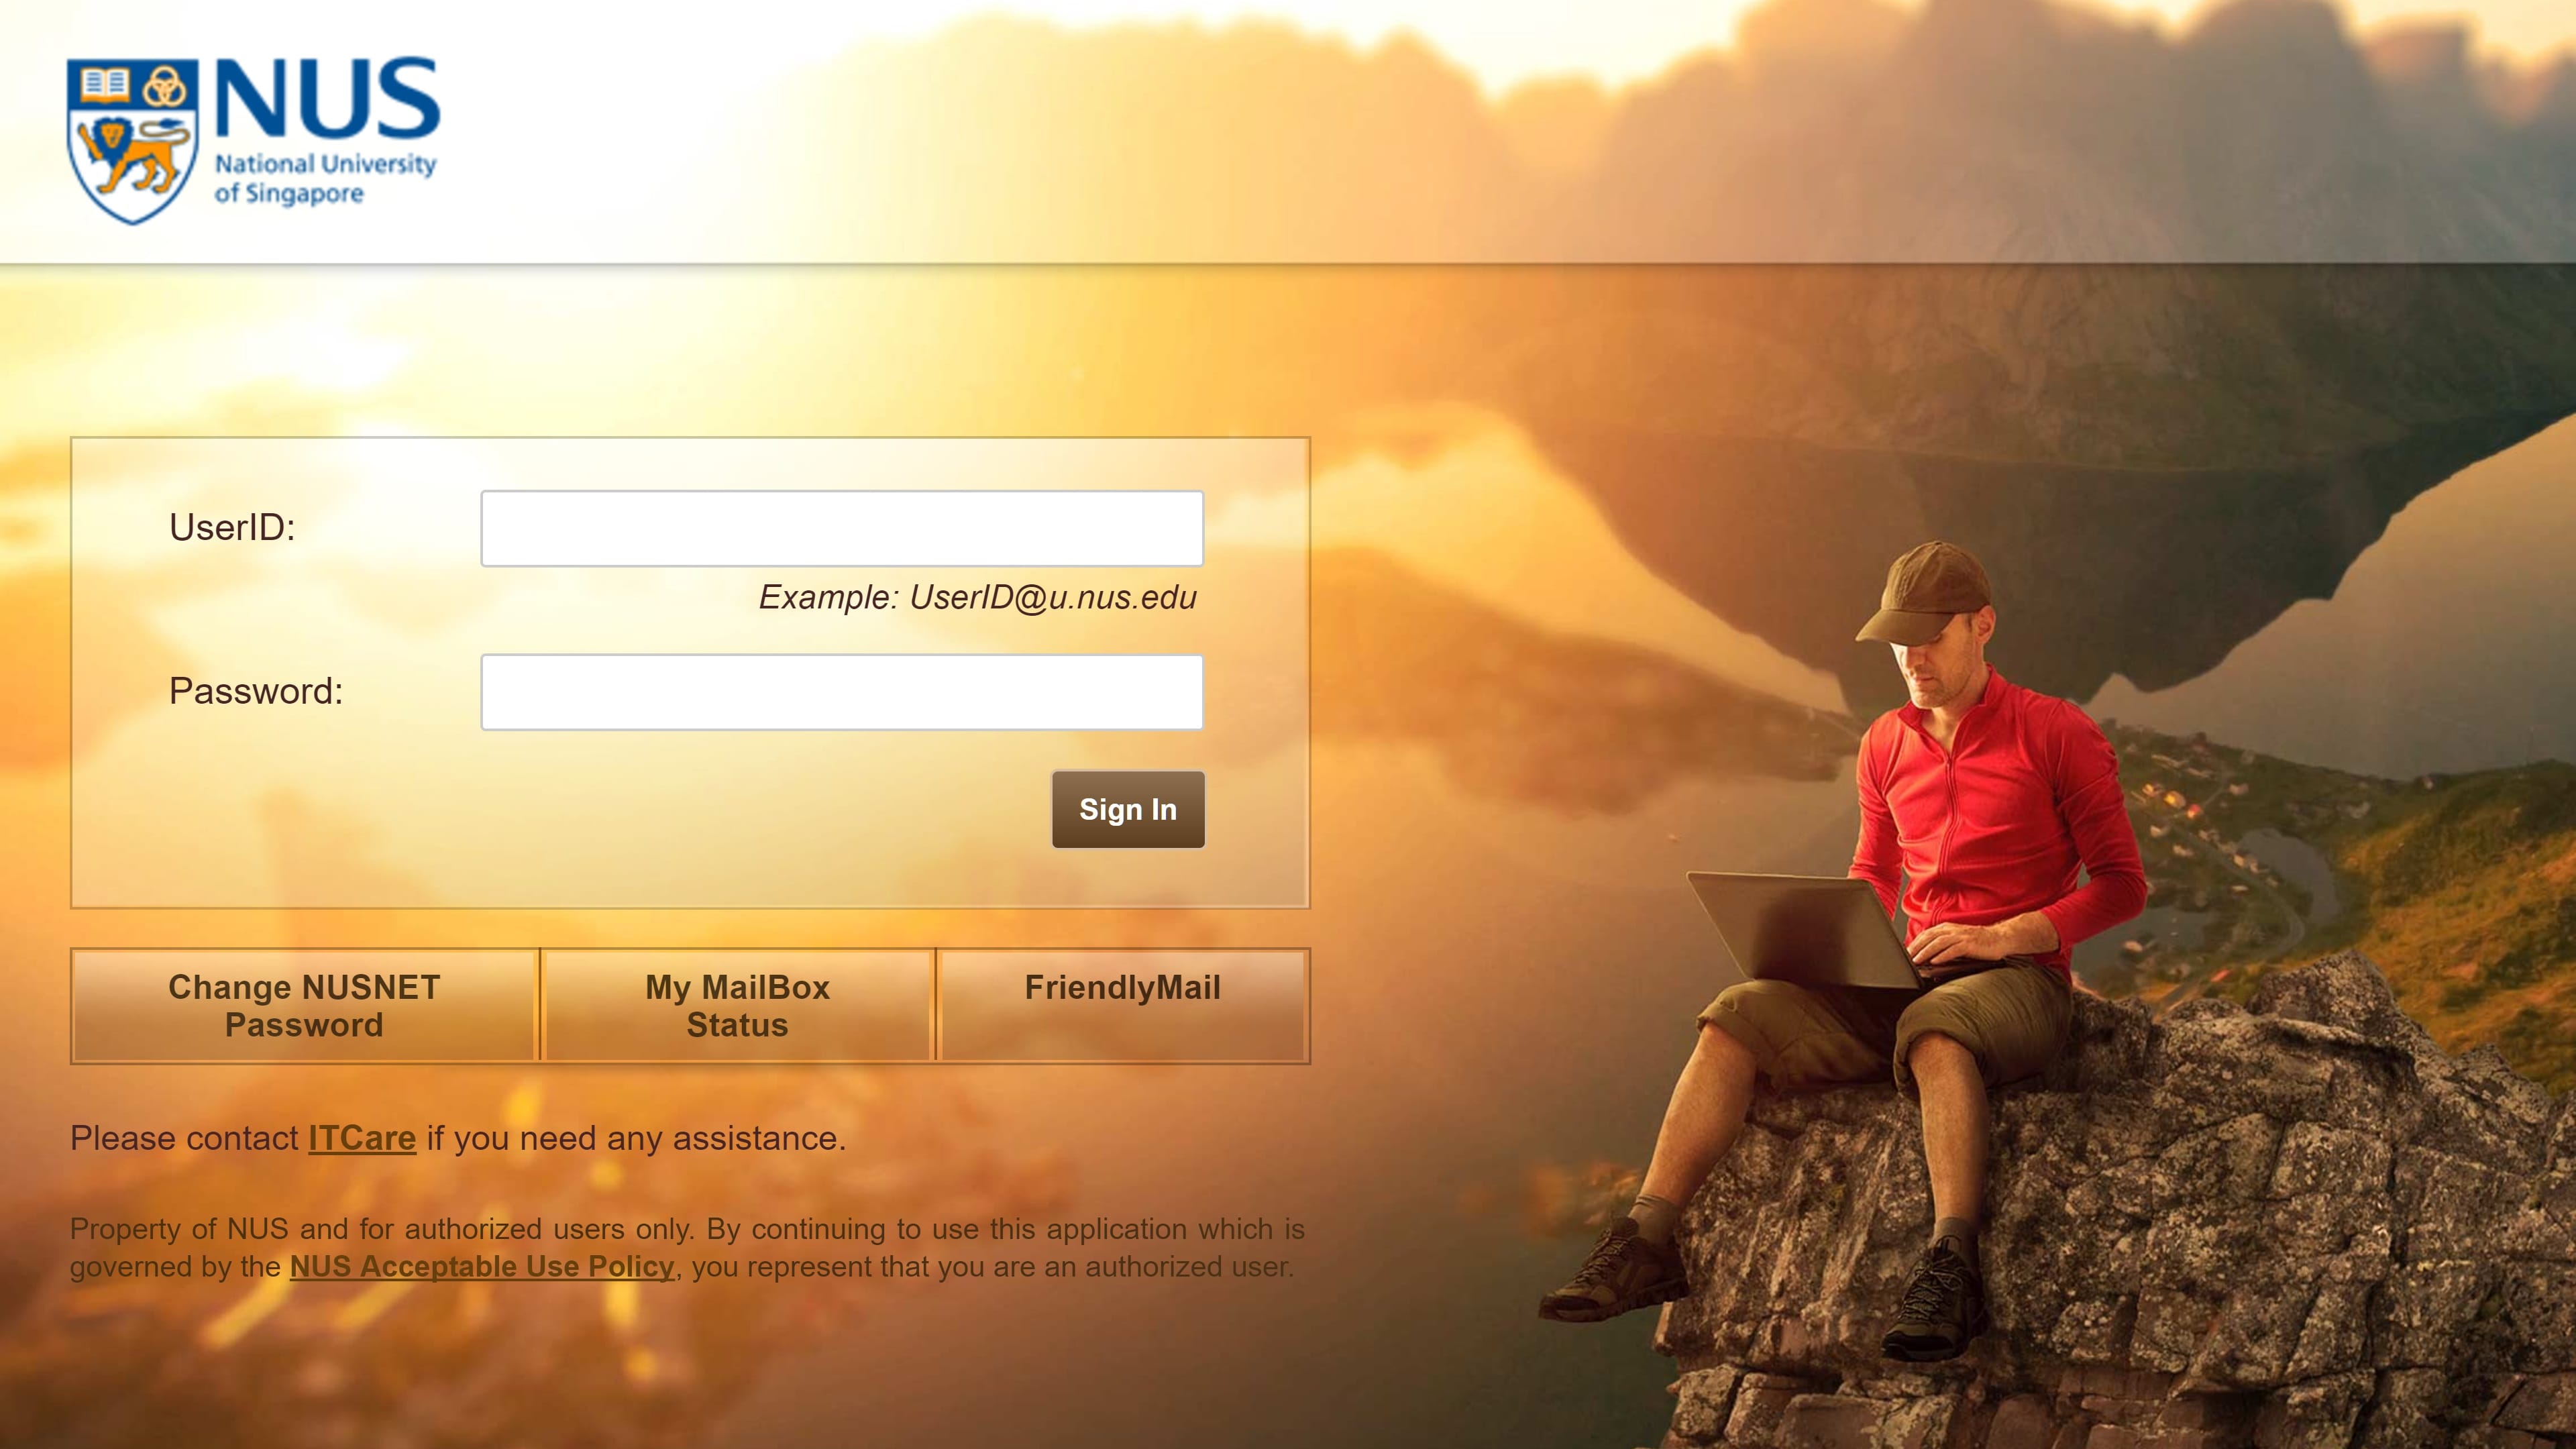 NUS
National University
of Singapore
UserID:
Example: UserID@u.nus.edu
Password:
Sign In
Change NUSNET
Password
My MailBox
Status
FriendlyMail
Please contact ITCare if you need any assistance.
Property of NUS and for authorized users only. By continuing to use this application which is
governed by the NUS Acceptable Use Policy, you represent that you are an authorized user.